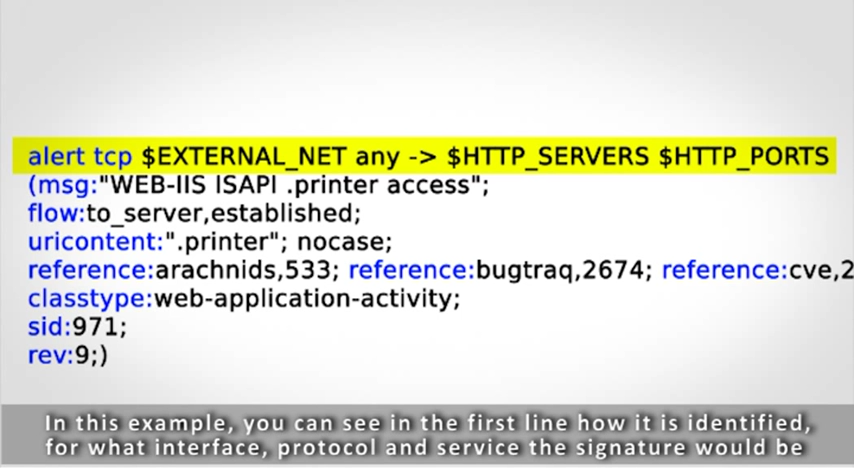 alert tcp $EXTERNAL_NET any -> $HTTP_SERVERS $HTTP_PORTS
(msg:"WEB-IIS ISAPI .printer access";
flow:to_server,established;
uricontent:".printer"; nocase;
reference:arachnids,533; reference:bugtraq,2674; reference:cve,2
classtype:web-application-activity;
sid:971;
rev:9;)
In this example, you can see in the first line how it is identified,
for what interface, protocol and service the signature would be